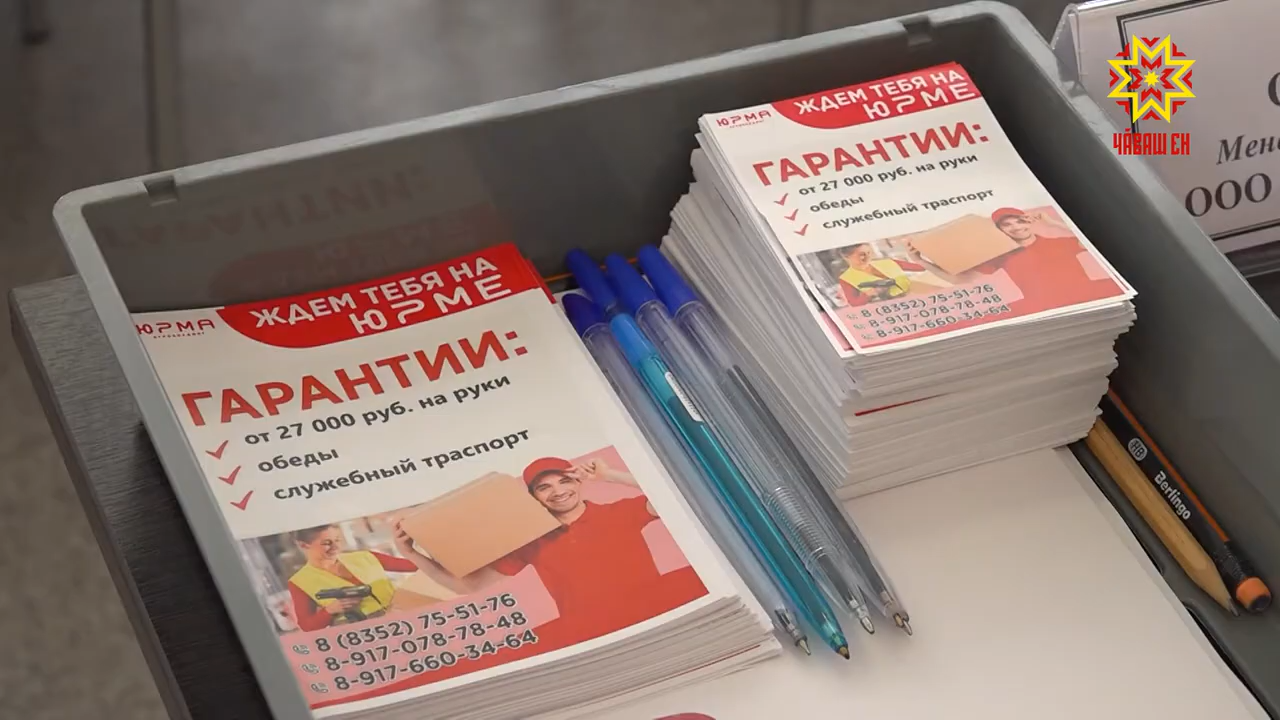 ЮРМА
ЖДЕМ ТЕБЯ НА
ЮРМЕ
ГАРАНТИИ:
от 27 000 руб. на руки
обеды
служебный траспорт
8 (8352) 75-51-76
8-917-078-78-48
8-917-660-34-64
ЮРМА
ЖДЕМ ТЕБЯ НА
ЮРМЕ
ГАРАНТИИ:
от 27 000 руб. на руки
обеды
служебный траспорт
8 (8352) 75-51-76
8-917-078-78-48
8-917-660-34-64
HB Berlingo
ООО
ЧӐВАШ ЕН